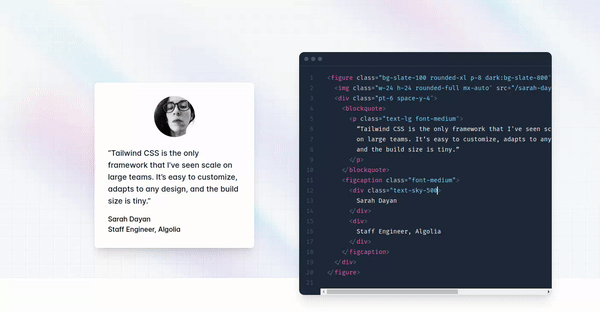 "Tailwind CSS is the only
framework that I've seen scale on
large teams. It's easy to customize,
adapts to any design, and the build
size is tiny."
Sarah Dayan
Staff Engineer, Algolia
1 <figure class="bg-slate-100 rounded-xl p-8 dark:bg-slate-800"
2 <img class="w-24 h-24 rounded-full mx-auto" src="/sarah-day
3 <div class="pt-6 space-y-4">
4 <blockquote>
5 <p class="text-lg font-medium">
6 "Tailwind CSS is the only framework that I've seen sc
7 on large teams. It's easy to customize, adapts to any
8 and the build size is tiny."
9 </p>
10 </blockquote>
11 <figcaption class="font-medium">
12 <div class="text-sky-500>
13 Sarah Dayan
14 </div>
15 <div>
16 Staff Engineer, Algolia
17 </div>
18 </figcaption>
19 </div>
20 </figure>
21